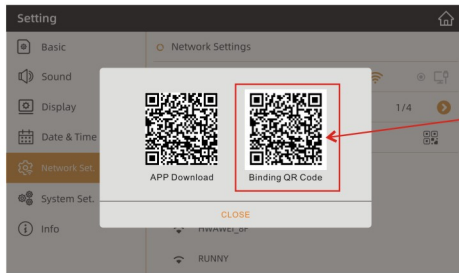 Setting
Basic
Network Settings
Sound
Display
1/4
Date & Time
Network Set.
APP Download
Binding QR Code
System Set.
CLOSE
Info
RUNNY